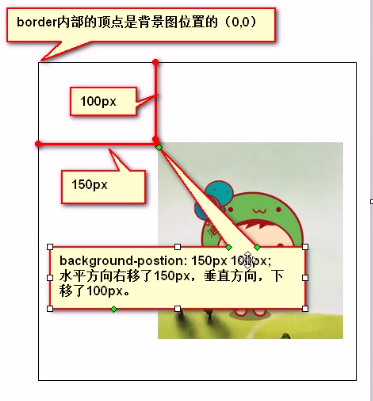 border内部的顶点是背景图位置的（0,0）
100px
150px
background-postion: 150px 100px;
水平方向右移了150px，垂直方向，下
移了100px。